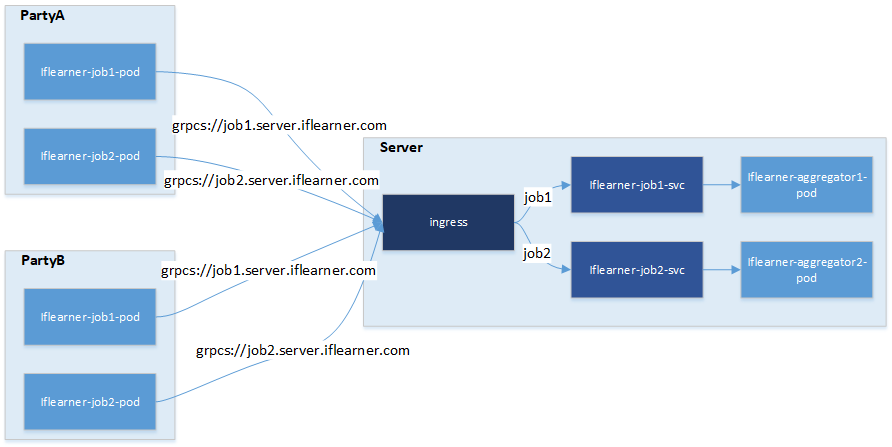 PartyA
Iflearner-job1-pod
Iflearner-job2-pod
grpcs://job1.server.iflearner.com
grpcs://job2.server.iflearner.com
PartyB
Iflearner-job1-pod
Iflearner-job2-pod
grpcs://job1.server.iflearner.com
grpcs://job2.server.iflearner.com
Server
ingress
job1
job2
Iflearner-job1-svc
Iflearner-job2-svc
Iflearner-aggregator1-
pod
Iflearner-aggregator2-
pod